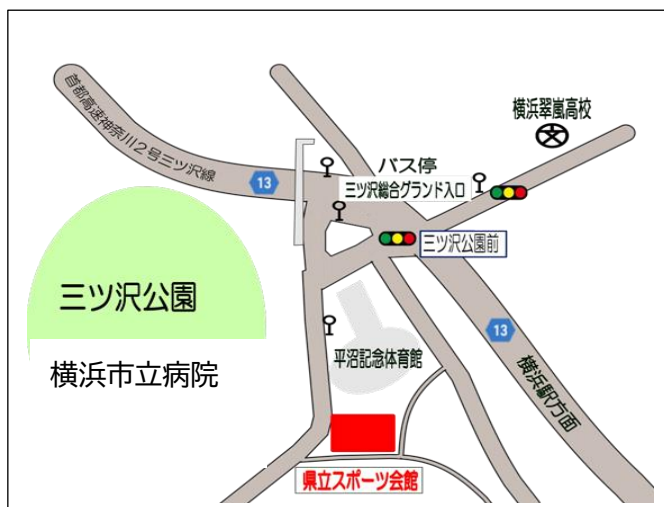 横浜翠嵐高校
首都高速神奈川2号三ツ沢線
バス停
13
三ツ沢総合グランド入口
三ツ沢公園前
三ツ沢公園
13
平沼記念体育館
横浜市立病院
横浜駅方面
県立スポーツ会館